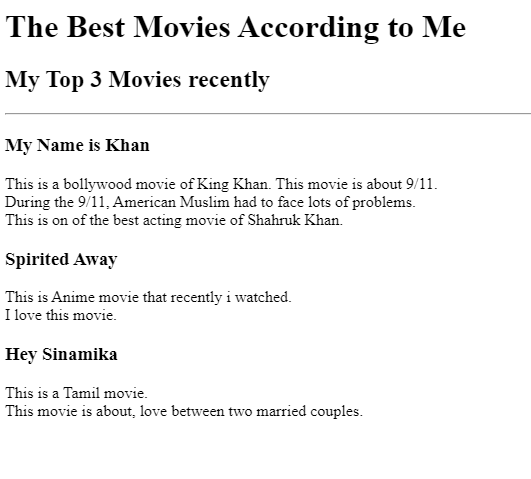 The Best Movies According to Me
My Top 3 Movies recently
My Name is Khan
This is a bollywood movie of King Khan. This movie is about 9/11.
During the 9/11, American Muslim had to face lots of problems.
This is on of the best acting movie of Shahruk Khan.
Spirited Away
This is Anime movie that recently i watched.
I love this movie.
Hey Sinamika
This is a Tamil movie.
This movie is about, love between two married couples.